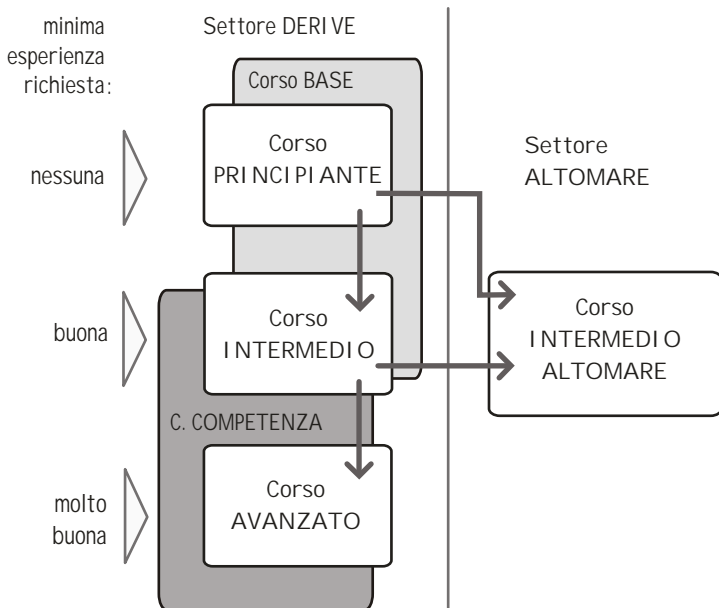 minima
esperienza
richiesta:
Settore DERIVE
Corso BASE
nessuna
Corso
PRINCIPIANTE
Settore
ALTOMARE
buona
Corso
INTERMEDIO
Corso
INTERMEDIO
ALTOMARE
C. COMPETENZA
molto
buona
Corso
AVANZATO